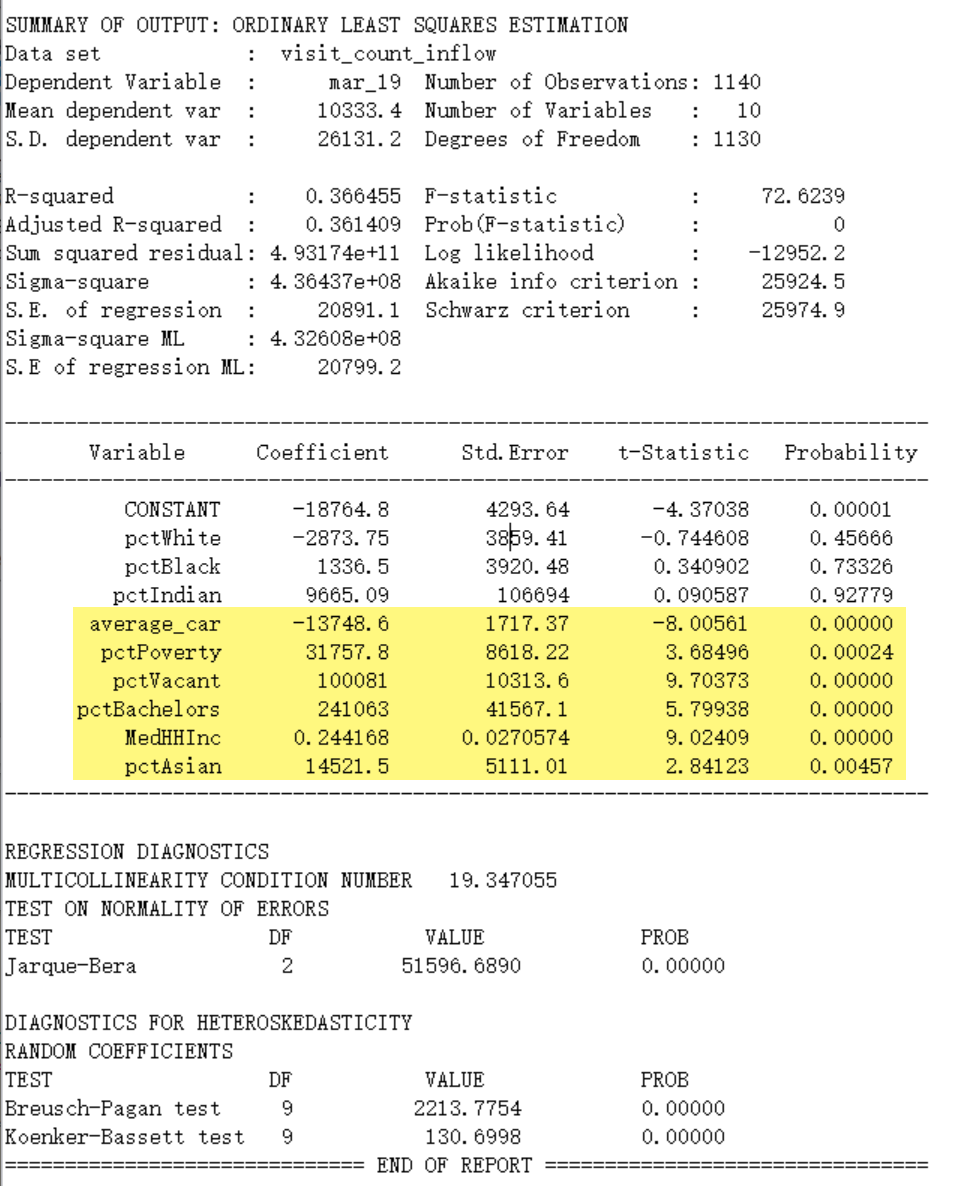 SUMMARY OF OUTPUT: ORDINARY LEAST SQUARES ESTIMATION
Data set            :  visit_count_inflow
Dependent Variable  :      mar_19  Number of Observations: 1140
Mean dependent var  :     10333.4  Number of Variables   :   10
S.D. dependent var  :     26131.2  Degrees of Freedom    : 1130
R-squared           :    0.366455  F-statistic           :     72.6239
Adjusted R-squared  :    0.361409  Prob(F-statistic)     :           0
Sum squared residual: 4.93174e+11  Log likelihood        :    -12952.2
Sigma-square        : 4.36437e+08  Akaike info criterion :     25924.5
S.E. of regression  :     20891.1  Schwarz criterion     :     25974.9
Sigma-square ML     : 4.32608e+08
S.E of regression ML:     20799.2
-----------------------------------------------------------------------------
Variable      Coefficient      Std.Error    t-Statistic   Probability
-----------------------------------------------------------------------------
CONSTANT      -18764.8        4293.64       -4.37038     0.00001
pctWhite      -2873.75        3859.41      -0.744608     0.45666
pctBlack        1336.5        3920.48       0.340902     0.73326
pctIndian       9665.09         106694       0.090587     0.92779
average_car      -13748.6        1717.37       -8.00561     0.00000
pctPoverty       31757.8        8618.22        3.68496     0.00024
pctVacant        100081        10313.6        9.70373     0.00000
pctBachelors        241063        41567.1        5.79938     0.00000
MedHHInc      0.244168      0.0270574        9.02409     0.00000
pctAsian       14521.5        5111.01        2.84123     0.00457
-----------------------------------------------------------------------------
REGRESSION DIAGNOSTICS
MULTICOLLINEARITY CONDITION NUMBER   19.347055
TEST ON NORMALITY OF ERRORS
TEST                  DF           VALUE             PROB
Jarque-Bera            2         51596.6890          0.00000
DIAGNOSTICS FOR HETEROSKEDASTICITY
RANDOM COEFFICIENTS
TEST                  DF           VALUE             PROB
Breusch-Pagan test     9          2213.7754          0.00000
Koenker-Bassett test   9           130.6998          0.00000
============================== END OF REPORT ================================